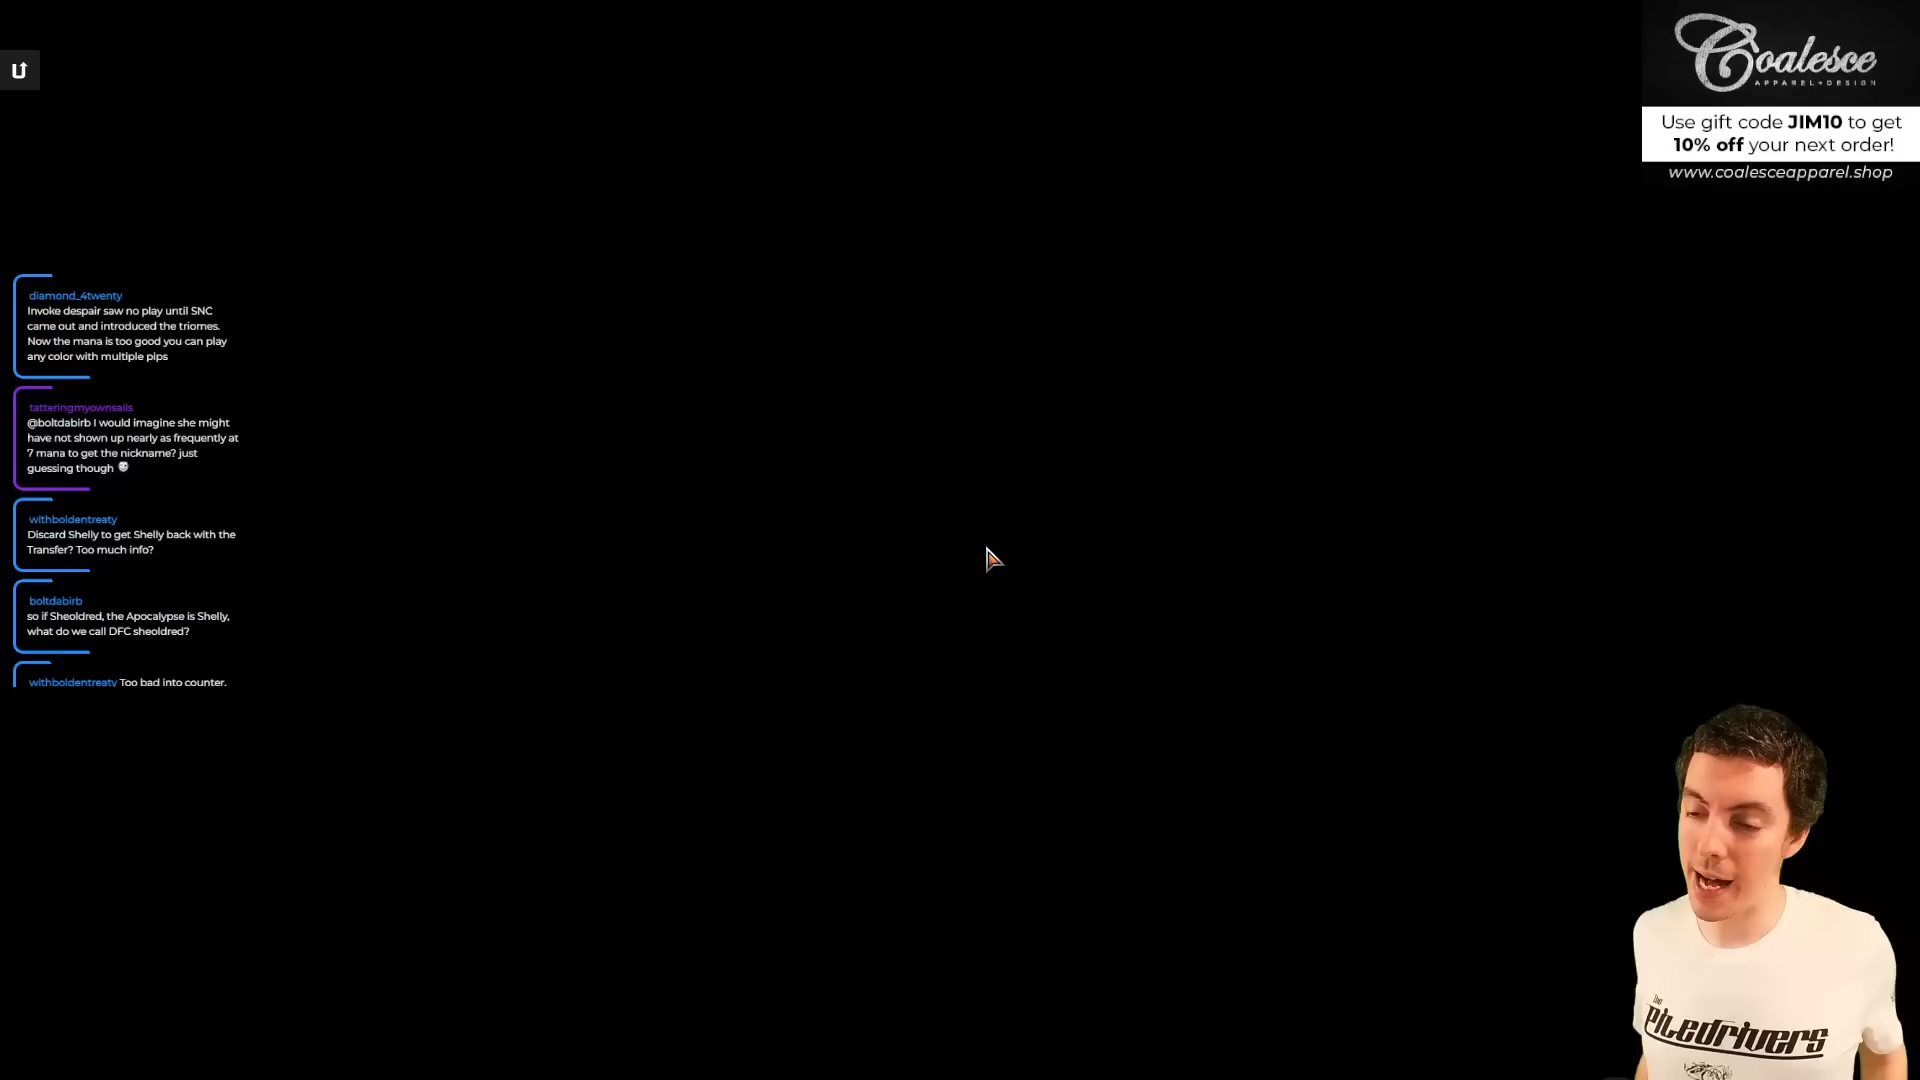 Coalesce
APPAREL+DESIGN
Use gift code JIM10 to get
10% off your next order!
www.coalesceapparel.shop
diamond_4twenty
Invoke despair saw no play until SNC
came out and introduced the triomes.
Now the mana is too good you can play
any color with multiple pips
tatteringmyownsails
@boltdabirb I would imagine she might
have not shown up nearly as frequently at
7 mana to get the nickname? just
guessing though
withboldentreaty
Discard Shelly to get Shelly back with the
Transfer? Too much info?
boltdabirb
so if Sheoldred, the Apocalypse is Shelly,
what do we call DFC sheoldred?
withboldentreaty Too bad into counter.
The
Piledrivers